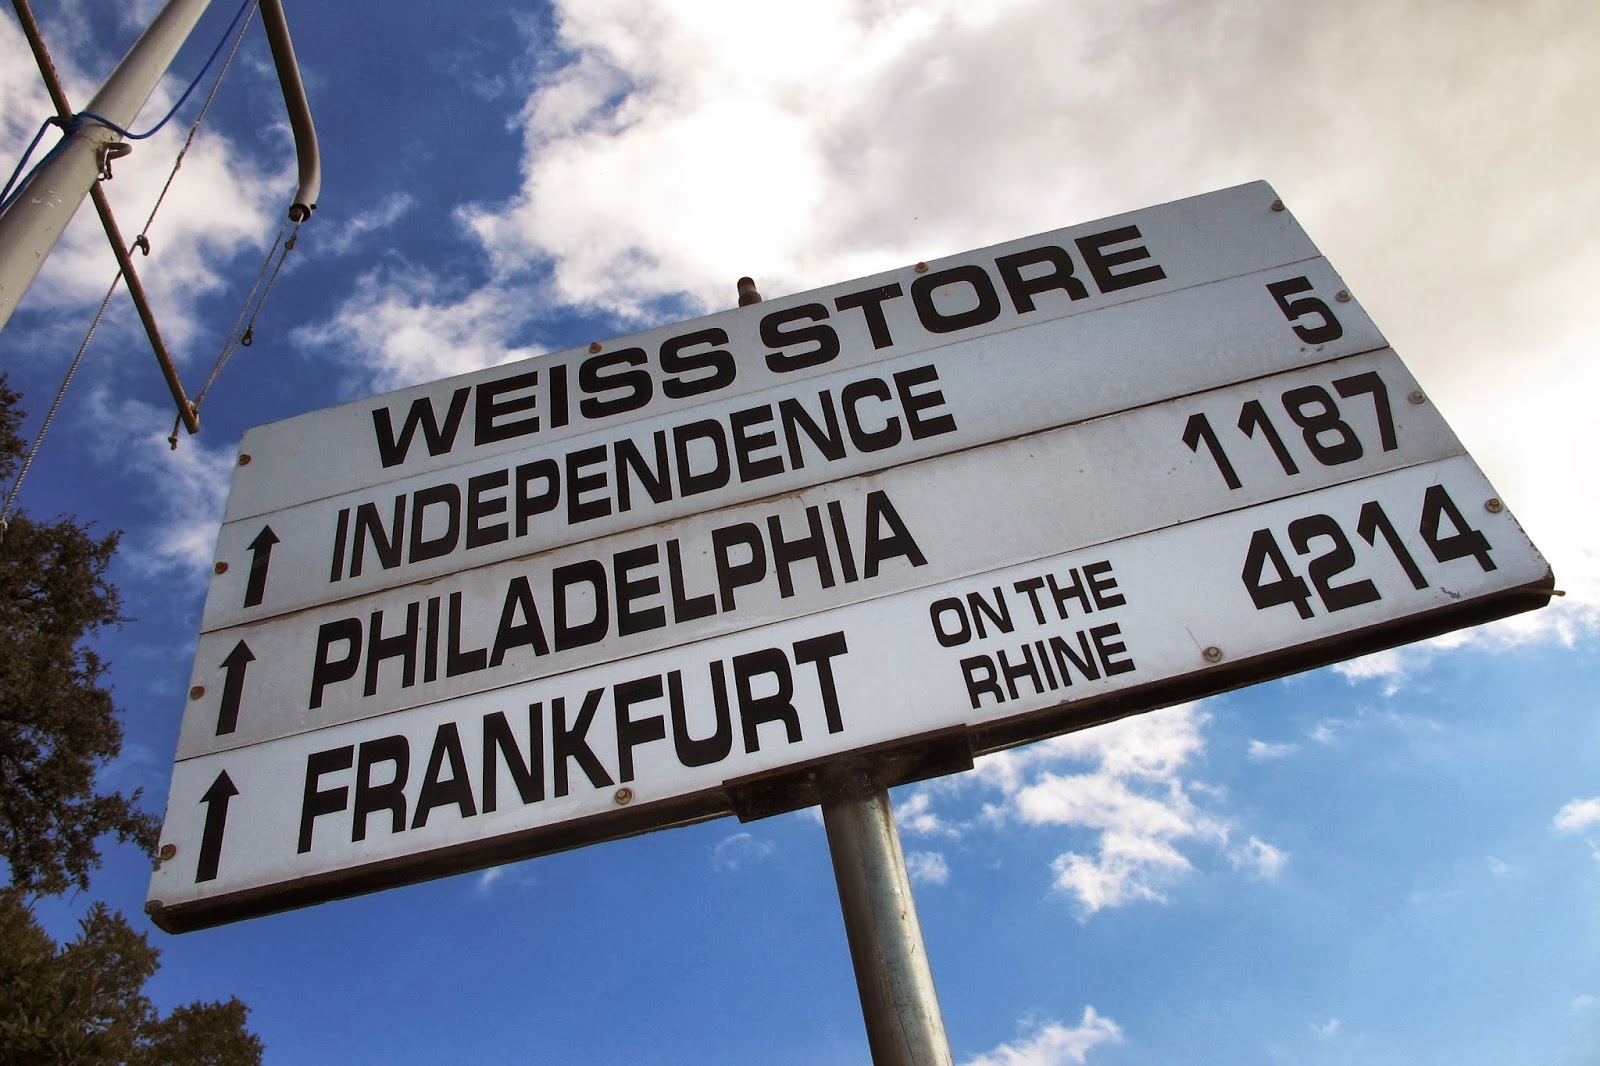 WEISS STORE
↑ INDEPENDENCE 5
↑ PHILADELPHIA 1187
↑ FRANKFURT ON THE RHINE 4214